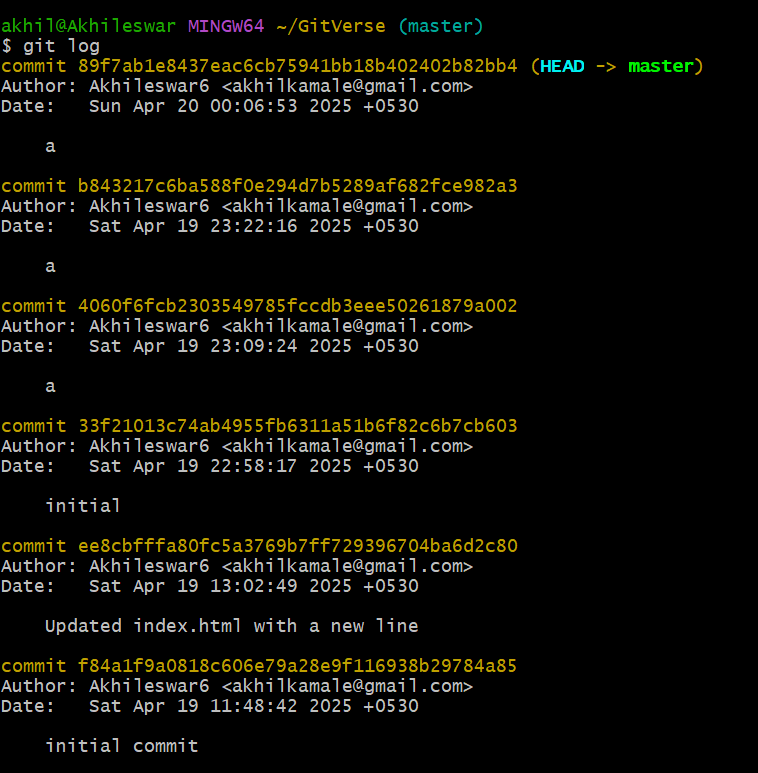 akhil@Akhileswar MINGW64 ~/GitVerse (master)
$ git log
commit 89f7ab1e8437eac6cb75941bb18b402402b82bb4 (HEAD -> master)
Author: Akhileswar6 <akhilkamale@gmail.com>
Date:   Sun Apr 20 00:06:53 2025 +0530
    a
commit b843217c6ba588f0e294d7b5289af682fce982a3
Author: Akhileswar6 <akhilkamale@gmail.com>
Date:   Sat Apr 19 23:22:16 2025 +0530
    a
commit 4060f6fcb2303549785fccdb3eee50261879a002
Author: Akhileswar6 <akhilkamale@gmail.com>
Date:   Sat Apr 19 23:09:24 2025 +0530
    a
commit 33f21013c74ab4955fb6311a51b6f82c6b7cb603
Author: Akhileswar6 <akhilkamale@gmail.com>
Date:   Sat Apr 19 22:58:17 2025 +0530
    initial
commit ee8cbfffa80fc5a3769b7ff729396704ba6d2c80
Author: Akhileswar6 <akhilkamale@gmail.com>
Date:   Sat Apr 19 13:02:49 2025 +0530
    Updated index.html with a new line
commit f84a1f9a0818c606e79a28e9f116938b29784a85
Author: Akhileswar6 <akhilkamale@gmail.com>
Date:   Sat Apr 19 11:48:42 2025 +0530
    initial commit